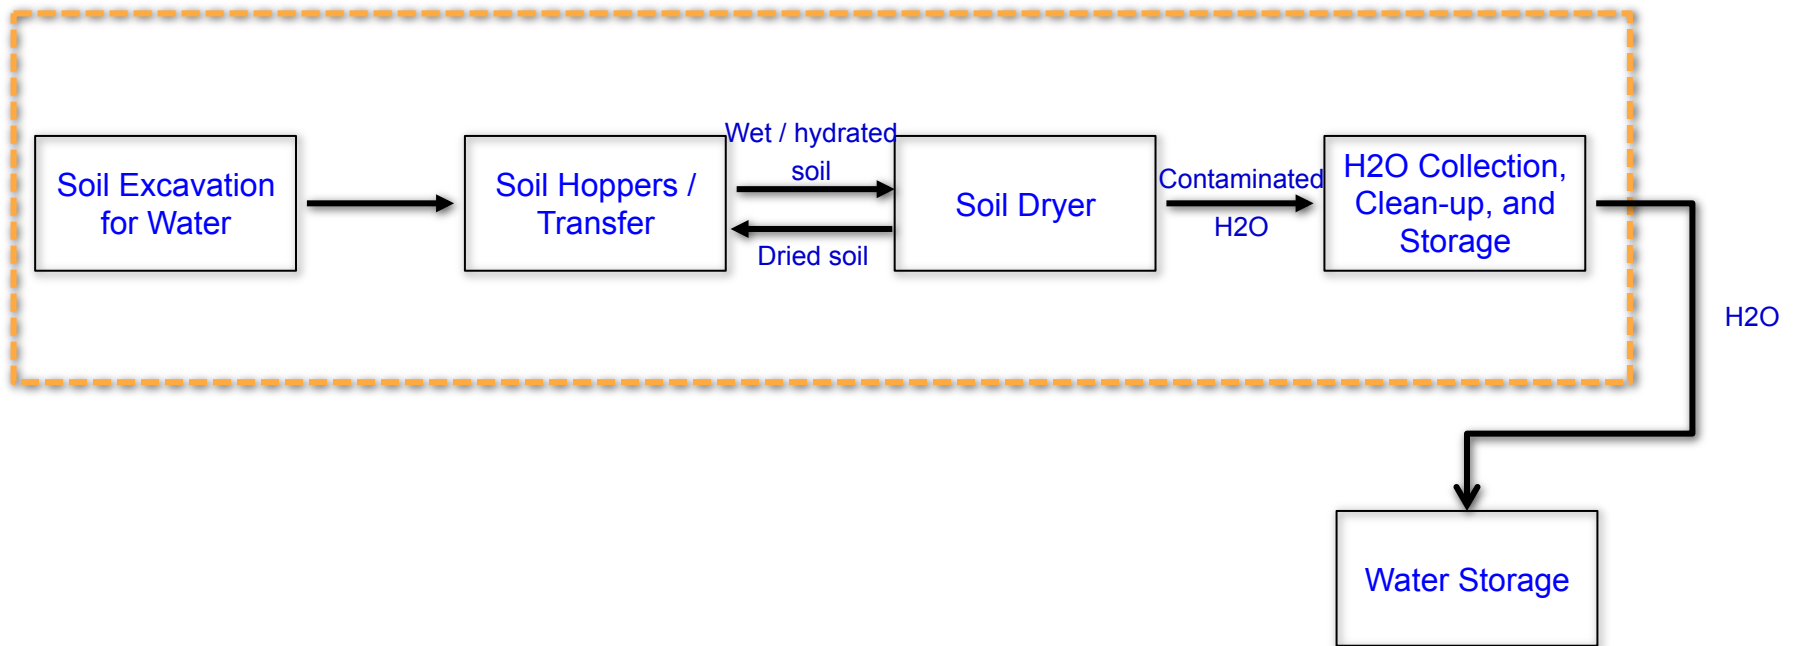 Soil Excavation
for Water
Soil Hoppers /
Transfer
Wet / hydrated
soil
Dried soil
Soil Dryer
Contaminated
H2O
H2O Collection,
Clean-up, and
Storage
H2O
Water Storage